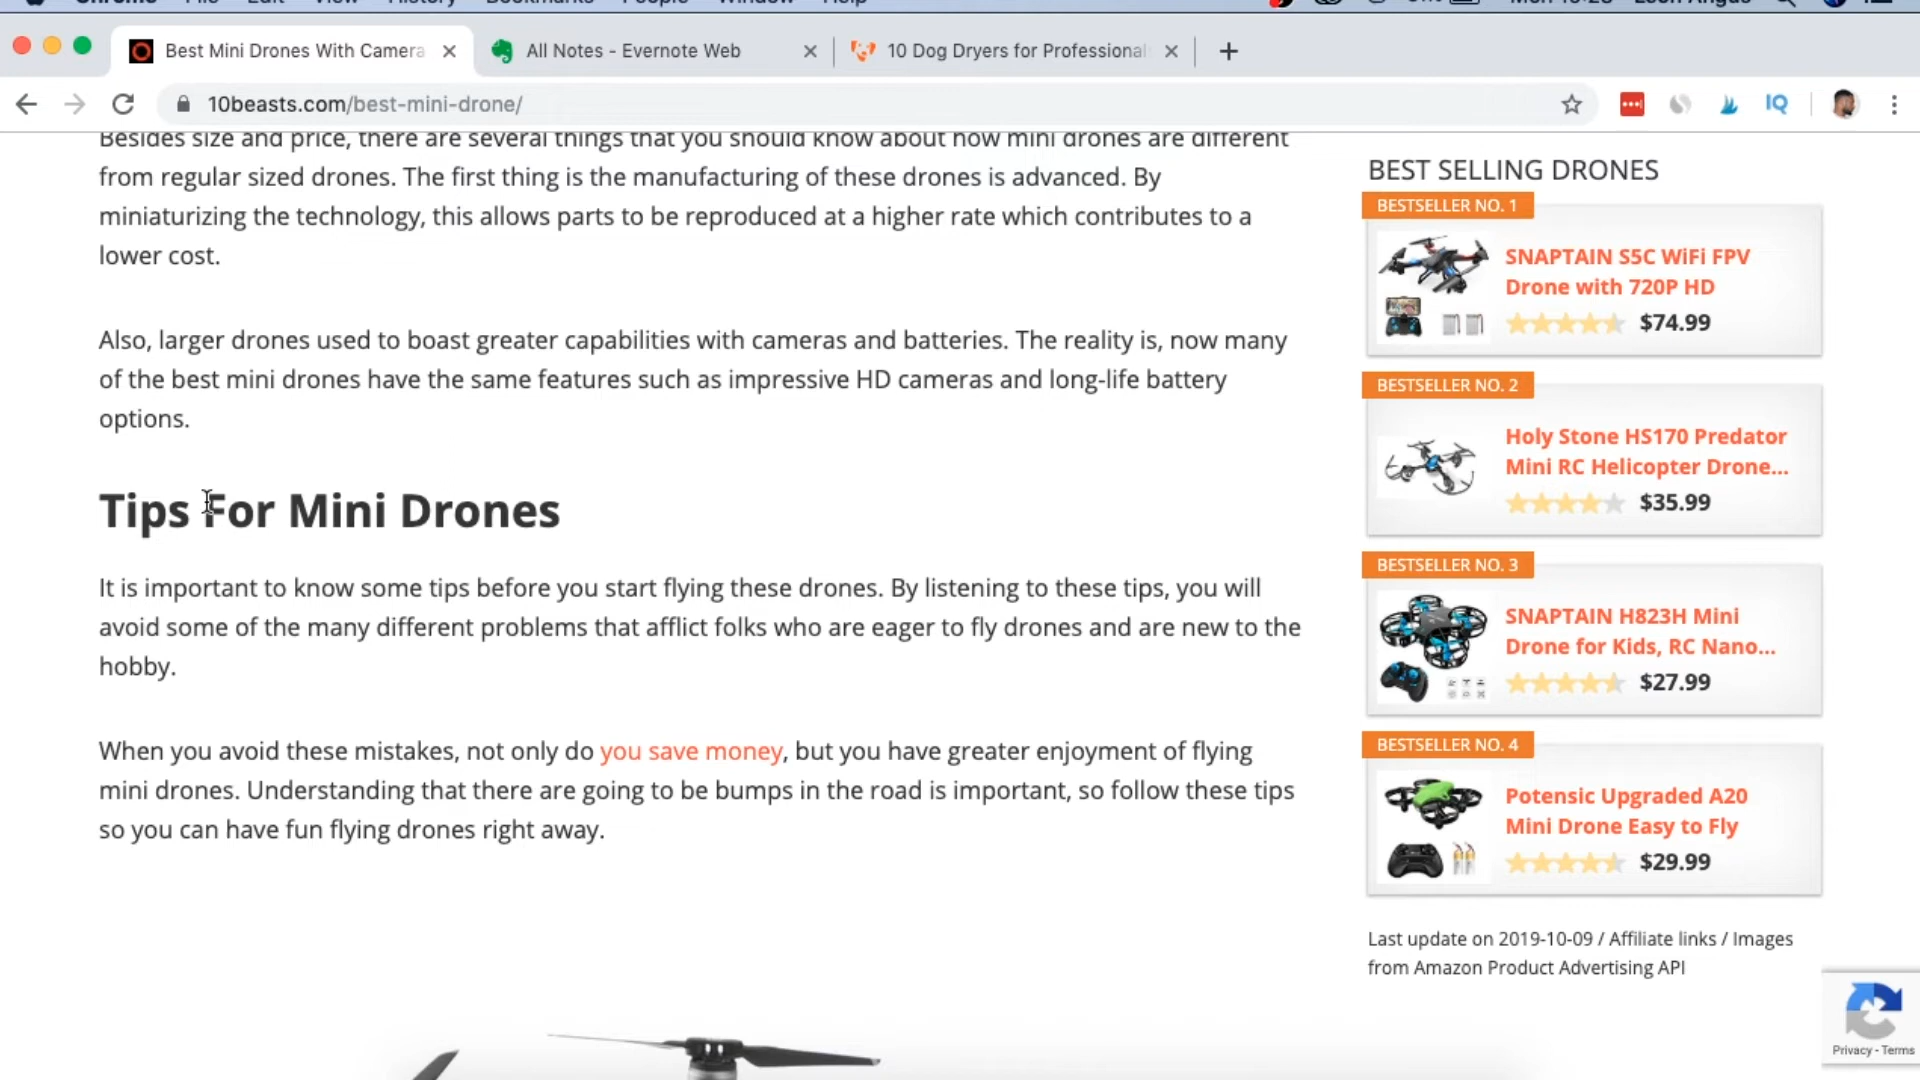 Chrome File Edit View History Bookmarks People Window Help
Best Mini Drones With Camera
All Notes - Evernote Web
10 Dog Dryers for Professional
10beasts.com/best-mini-drone/
IQ
Besides size and price, there are several things that you should know about how mini drones are different
from regular sized drones. The first thing is the manufacturing of these drones is advanced. By
miniaturizing the technology, this allows parts to be reproduced at a higher rate which contributes to a
lower cost.
Also, larger drones used to boast greater capabilities with cameras and batteries. The reality is, now many
of the best mini drones have the same features such as impressive HD cameras and long-life battery
options.
Tips For Mini Drones
It is important to know some tips before you start flying these drones. By listening to these tips, you will
avoid some of the many different problems that afflict folks who are eager to fly drones and are new to the
hobby.
When you avoid these mistakes, not only do you save money, but you have greater enjoyment of flying
mini drones. Understanding that there are going to be bumps in the road is important, so follow these tips
so you can have fun flying drones right away.
BEST SELLING DRONES
BESTSELLER NO. 1
SNAPTAIN S5C WiFi FPV
Drone with 720P HD
$74.99
BESTSELLER NO. 2
Holy Stone HS170 Predator
Mini RC Helicopter Drone...
$35.99
BESTSELLER NO. 3
SNAPTAIN H823H Mini
Drone for Kids, RC Nano...
$27.99
BESTSELLER NO. 4
Potensic Upgraded A20
Mini Drone Easy to Fly
$29.99
Last update on 2019-10-09 / Affiliate links / Images
from Amazon Product Advertising API
Privacy - Terms